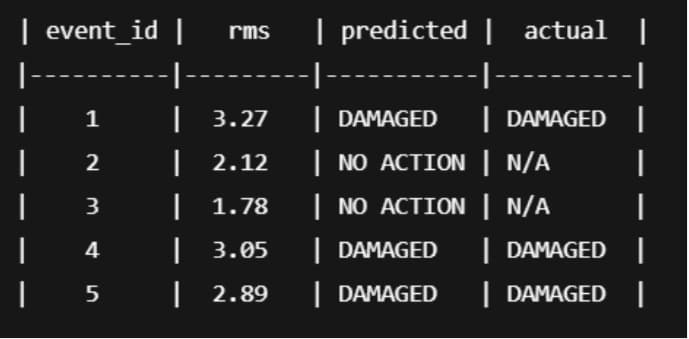 | event_id | rms | predicted | actual |
|----------|---------|-----------|----------|
| 1 | 3.27 | DAMAGED | DAMAGED |
| 2 | 2.12 | NO ACTION | N/A |
| 3 | 1.78 | NO ACTION | N/A |
| 4 | 3.05 | DAMAGED | DAMAGED |
| 5 | 2.89 | DAMAGED | DAMAGED |